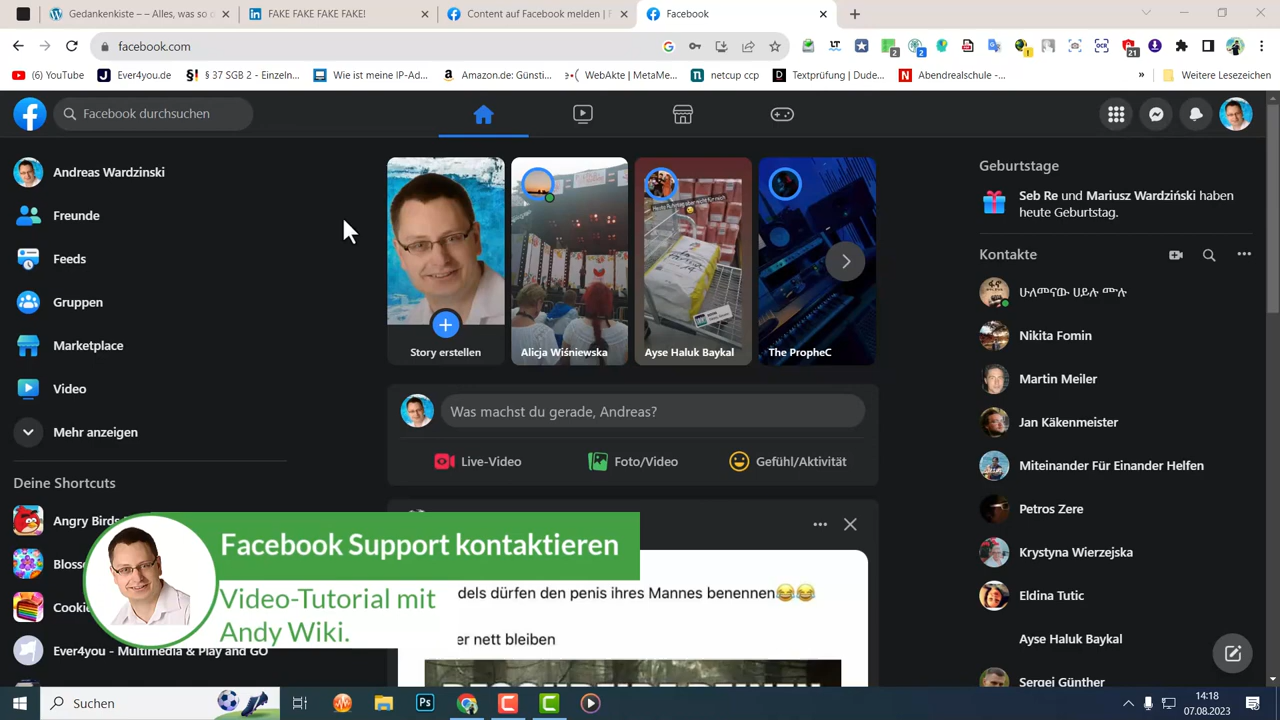 Gedankenkiste – – Alles, was so o
FAKE FAKE FAKE FAKE!
Content auf Facebook melden | F
Facebook
facebook.com
(6) YouTube
Ever4you.de
§ 37 SGB 2 - Einzeln...
Wie ist meine IP-Ad...
Amazon.de: Günsti...
WebAkte | MetaMe...
netcup ccp
Textprüfung | Dude...
Abendrealschule –...
»
Weitere Lesezeichen
Facebook durchsuchen
Andreas Wardzinski
Freunde
Feeds
Gruppen
Marketplace
Video
Mehr anzeigen
Deine Shortcuts
Angry Birds
Ever4you - Multimedia & Play and GO
Story erstellen
Alicja Wiśniewska
Ayse Haluk Baykal
The PropheC
Was machst du gerade, Andreas?
Live-Video
Foto/Video
Gefühl/Aktivität
dels dürfen den penis ihres Mannes benennen😂😂
er nett bleiben
Geburtstage
Seb Re und Mariusz Wardziński haben
heute Geburtstag.
Kontakte
Nikita Fomin
Martin Meiler
Jan Käkenmeister
Miteinander Für Einander Helfen
Petros Zere
Krystyna Wierzejska
Eldina Tutic
Ayse Haluk Baykal
Sergej Günther
Facebook Support kontaktieren
Video-Tutorial mit
Andy Wiki.
Suchen
14:18
07.08.2023